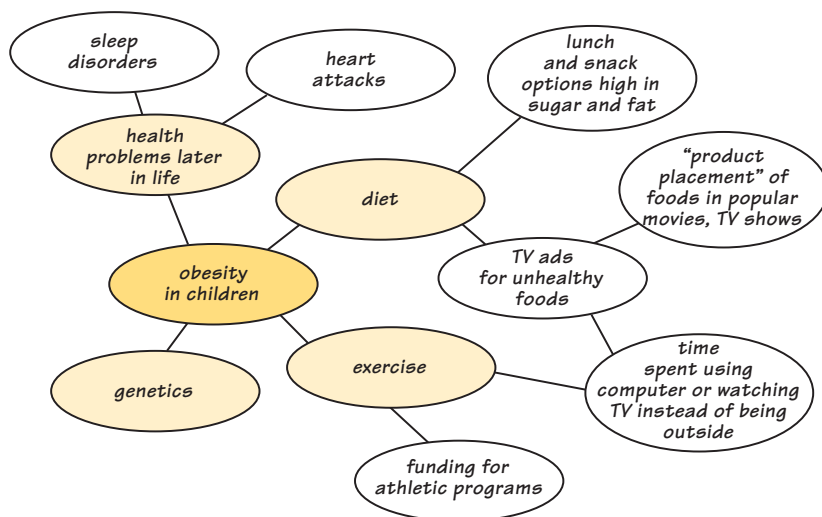 sleep
disorders
heart
attacks
lunch
and snack
options high in
sugar and fat
health
problems later
in life
diet
“product
placement” of
foods in popular
movies, TV shows
obesity
in children
TV ads
for unhealthy
foods
genetics
exercise
time
spent using
computer or watching
TV instead of being
outside
funding for
athletic programs